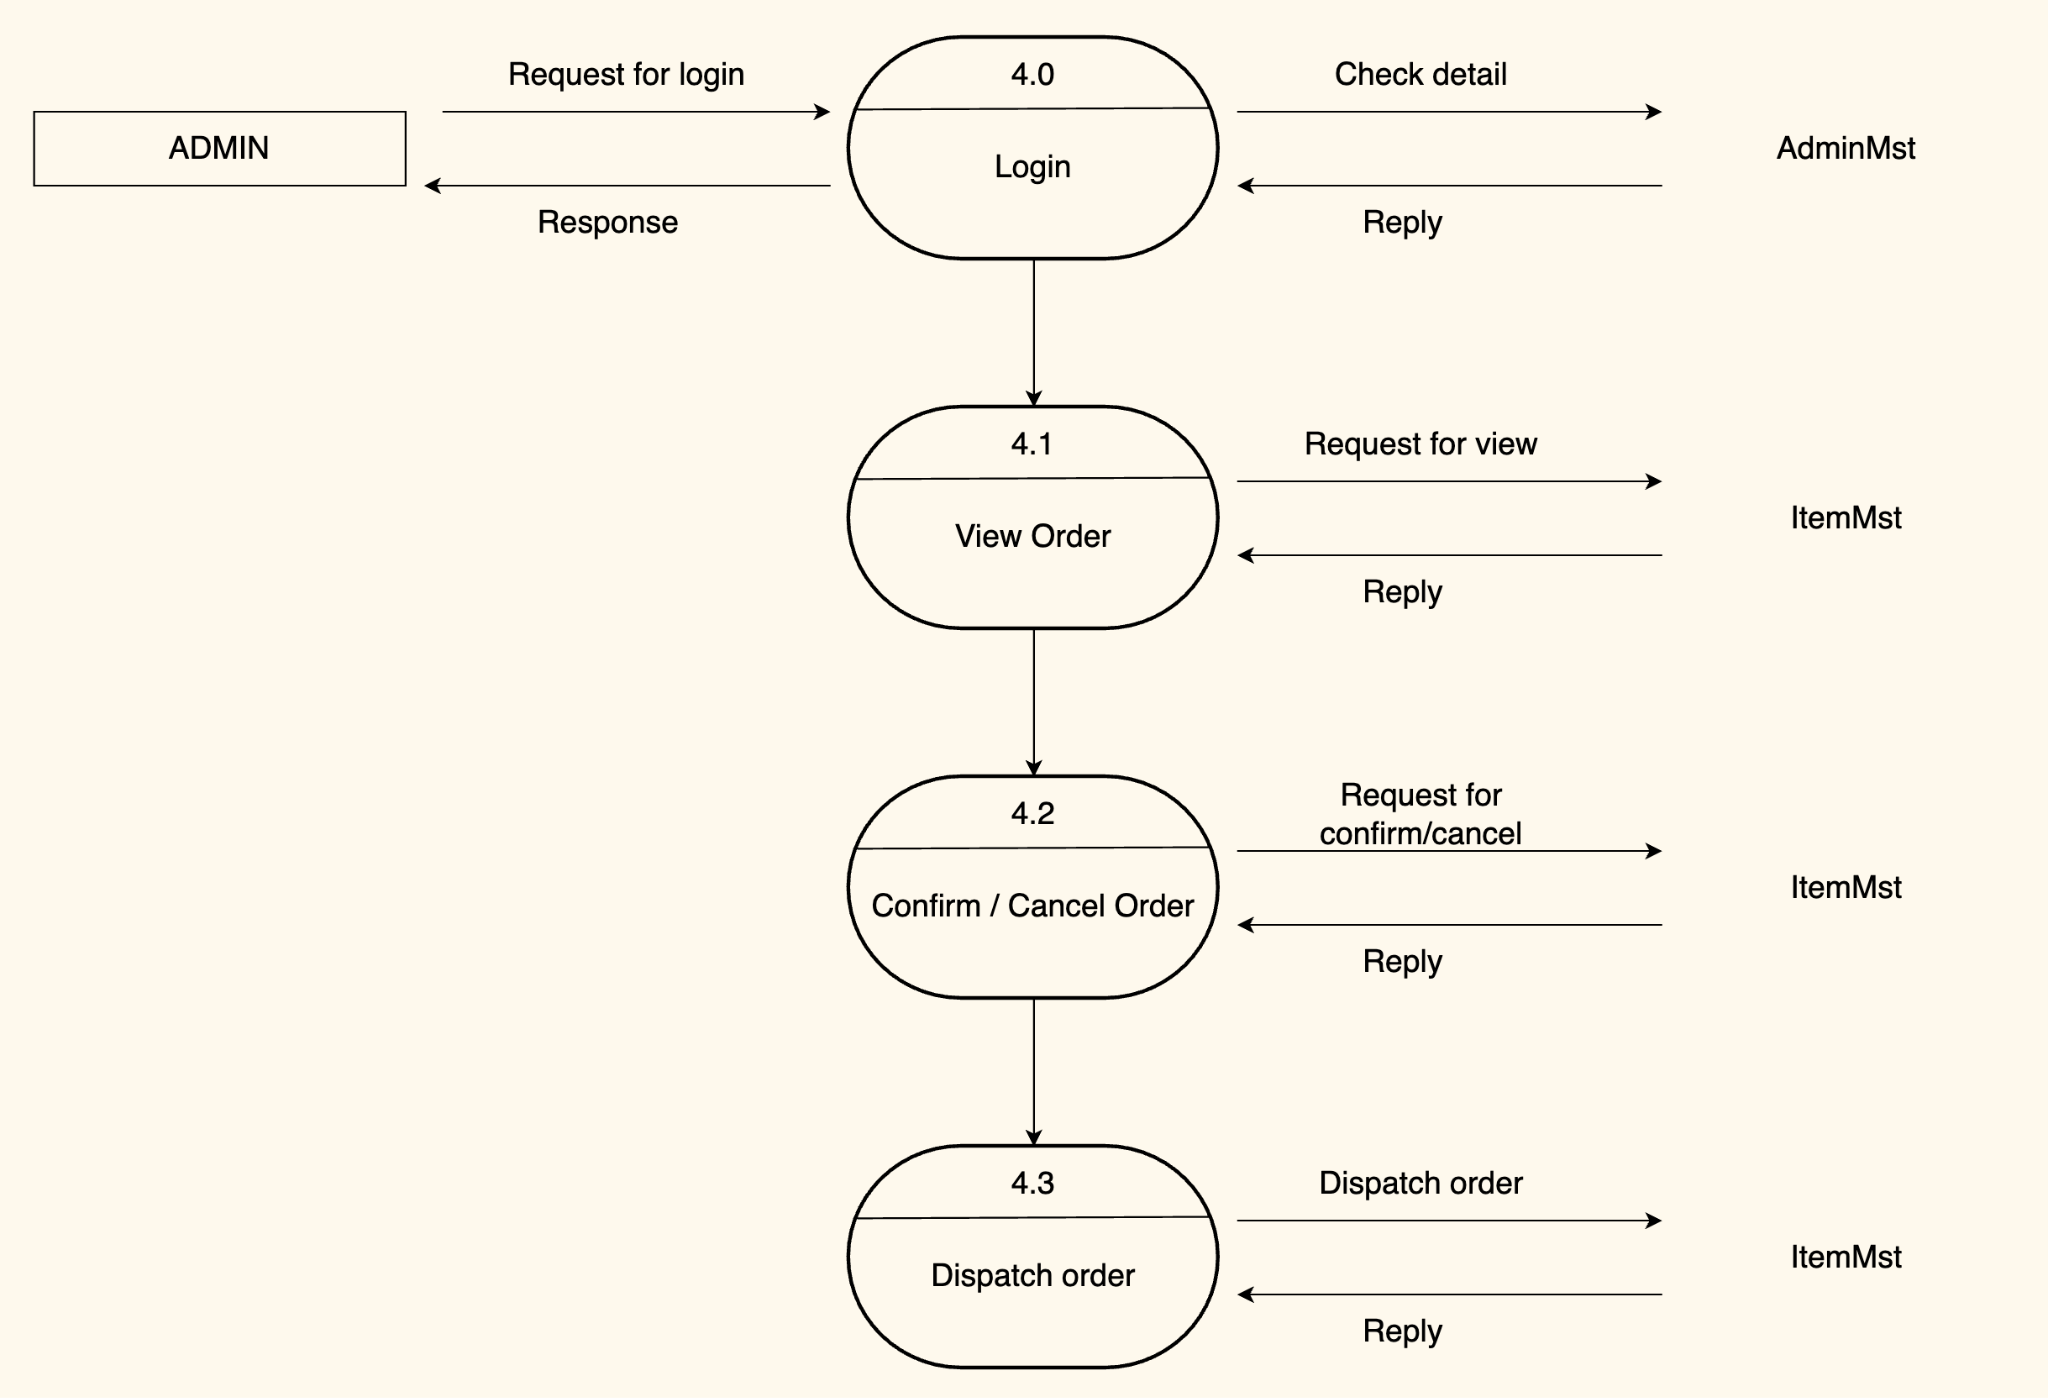 Request for login
4.0
Check detail
ADMIN
Login
AdminMst
Response
Reply
4.1
Request for view
View Order
ItemMst
Reply
4.2
Request for
confirm/cancel
Confirm / Cancel Order
ItemMst
Reply
4.3
Dispatch order
Dispatch order
ItemMst
Reply